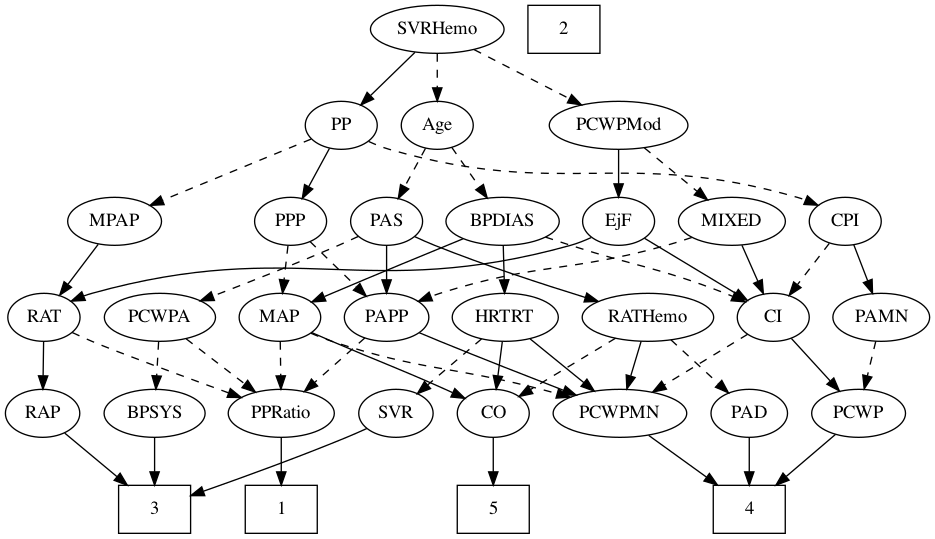 SVRHemo
2
PP
Age
PCWPMod
MPAP
PPP
PAS
BPDIAS
EjF
MIXED
CPI
RAT
PCWPA
MAP
PAPP
HRTRT
RATHemo
CI
PAMN
RAP
BPSYS
PPRatio
SVR
CO
PCWPMN
PAD
PCWP
3
1
5
4